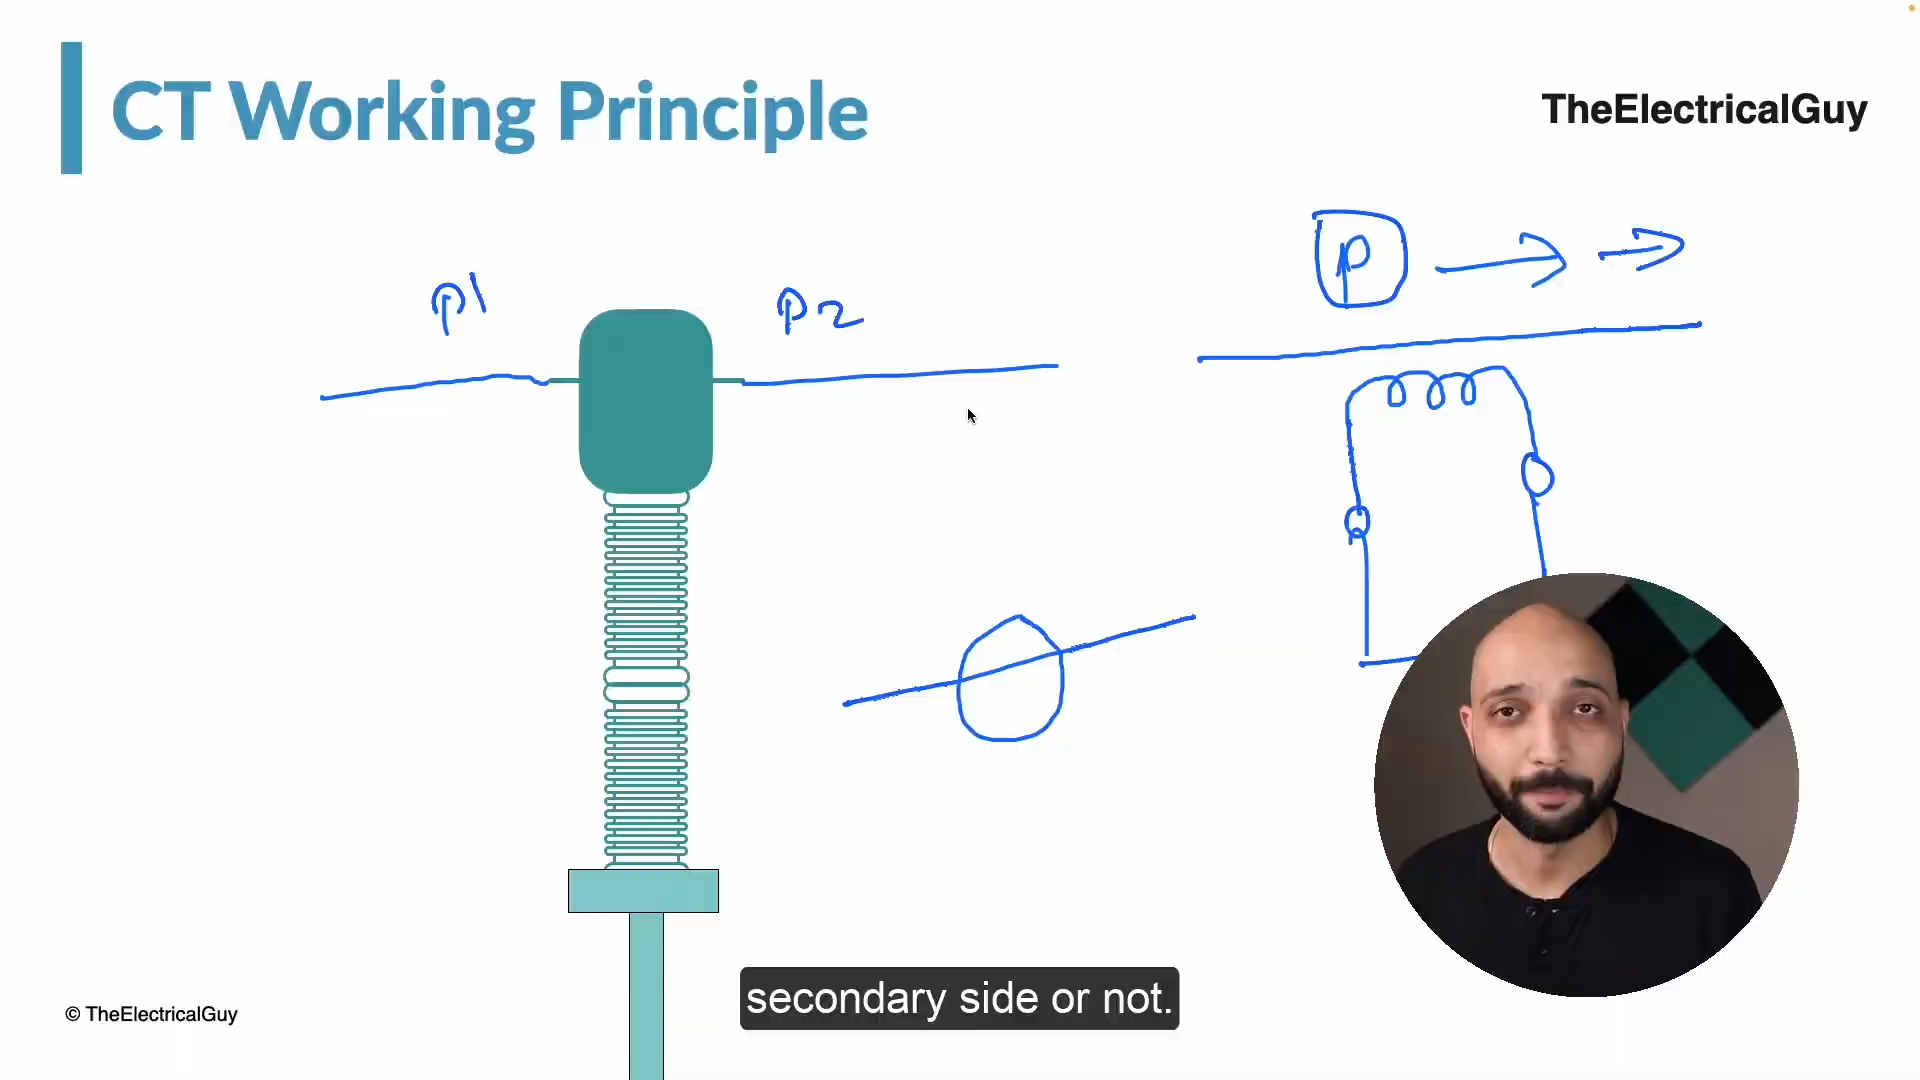 CT Working Principle
TheElectricalGuy
P
P1
P2
secondary side or not.
© TheElectricalGuy